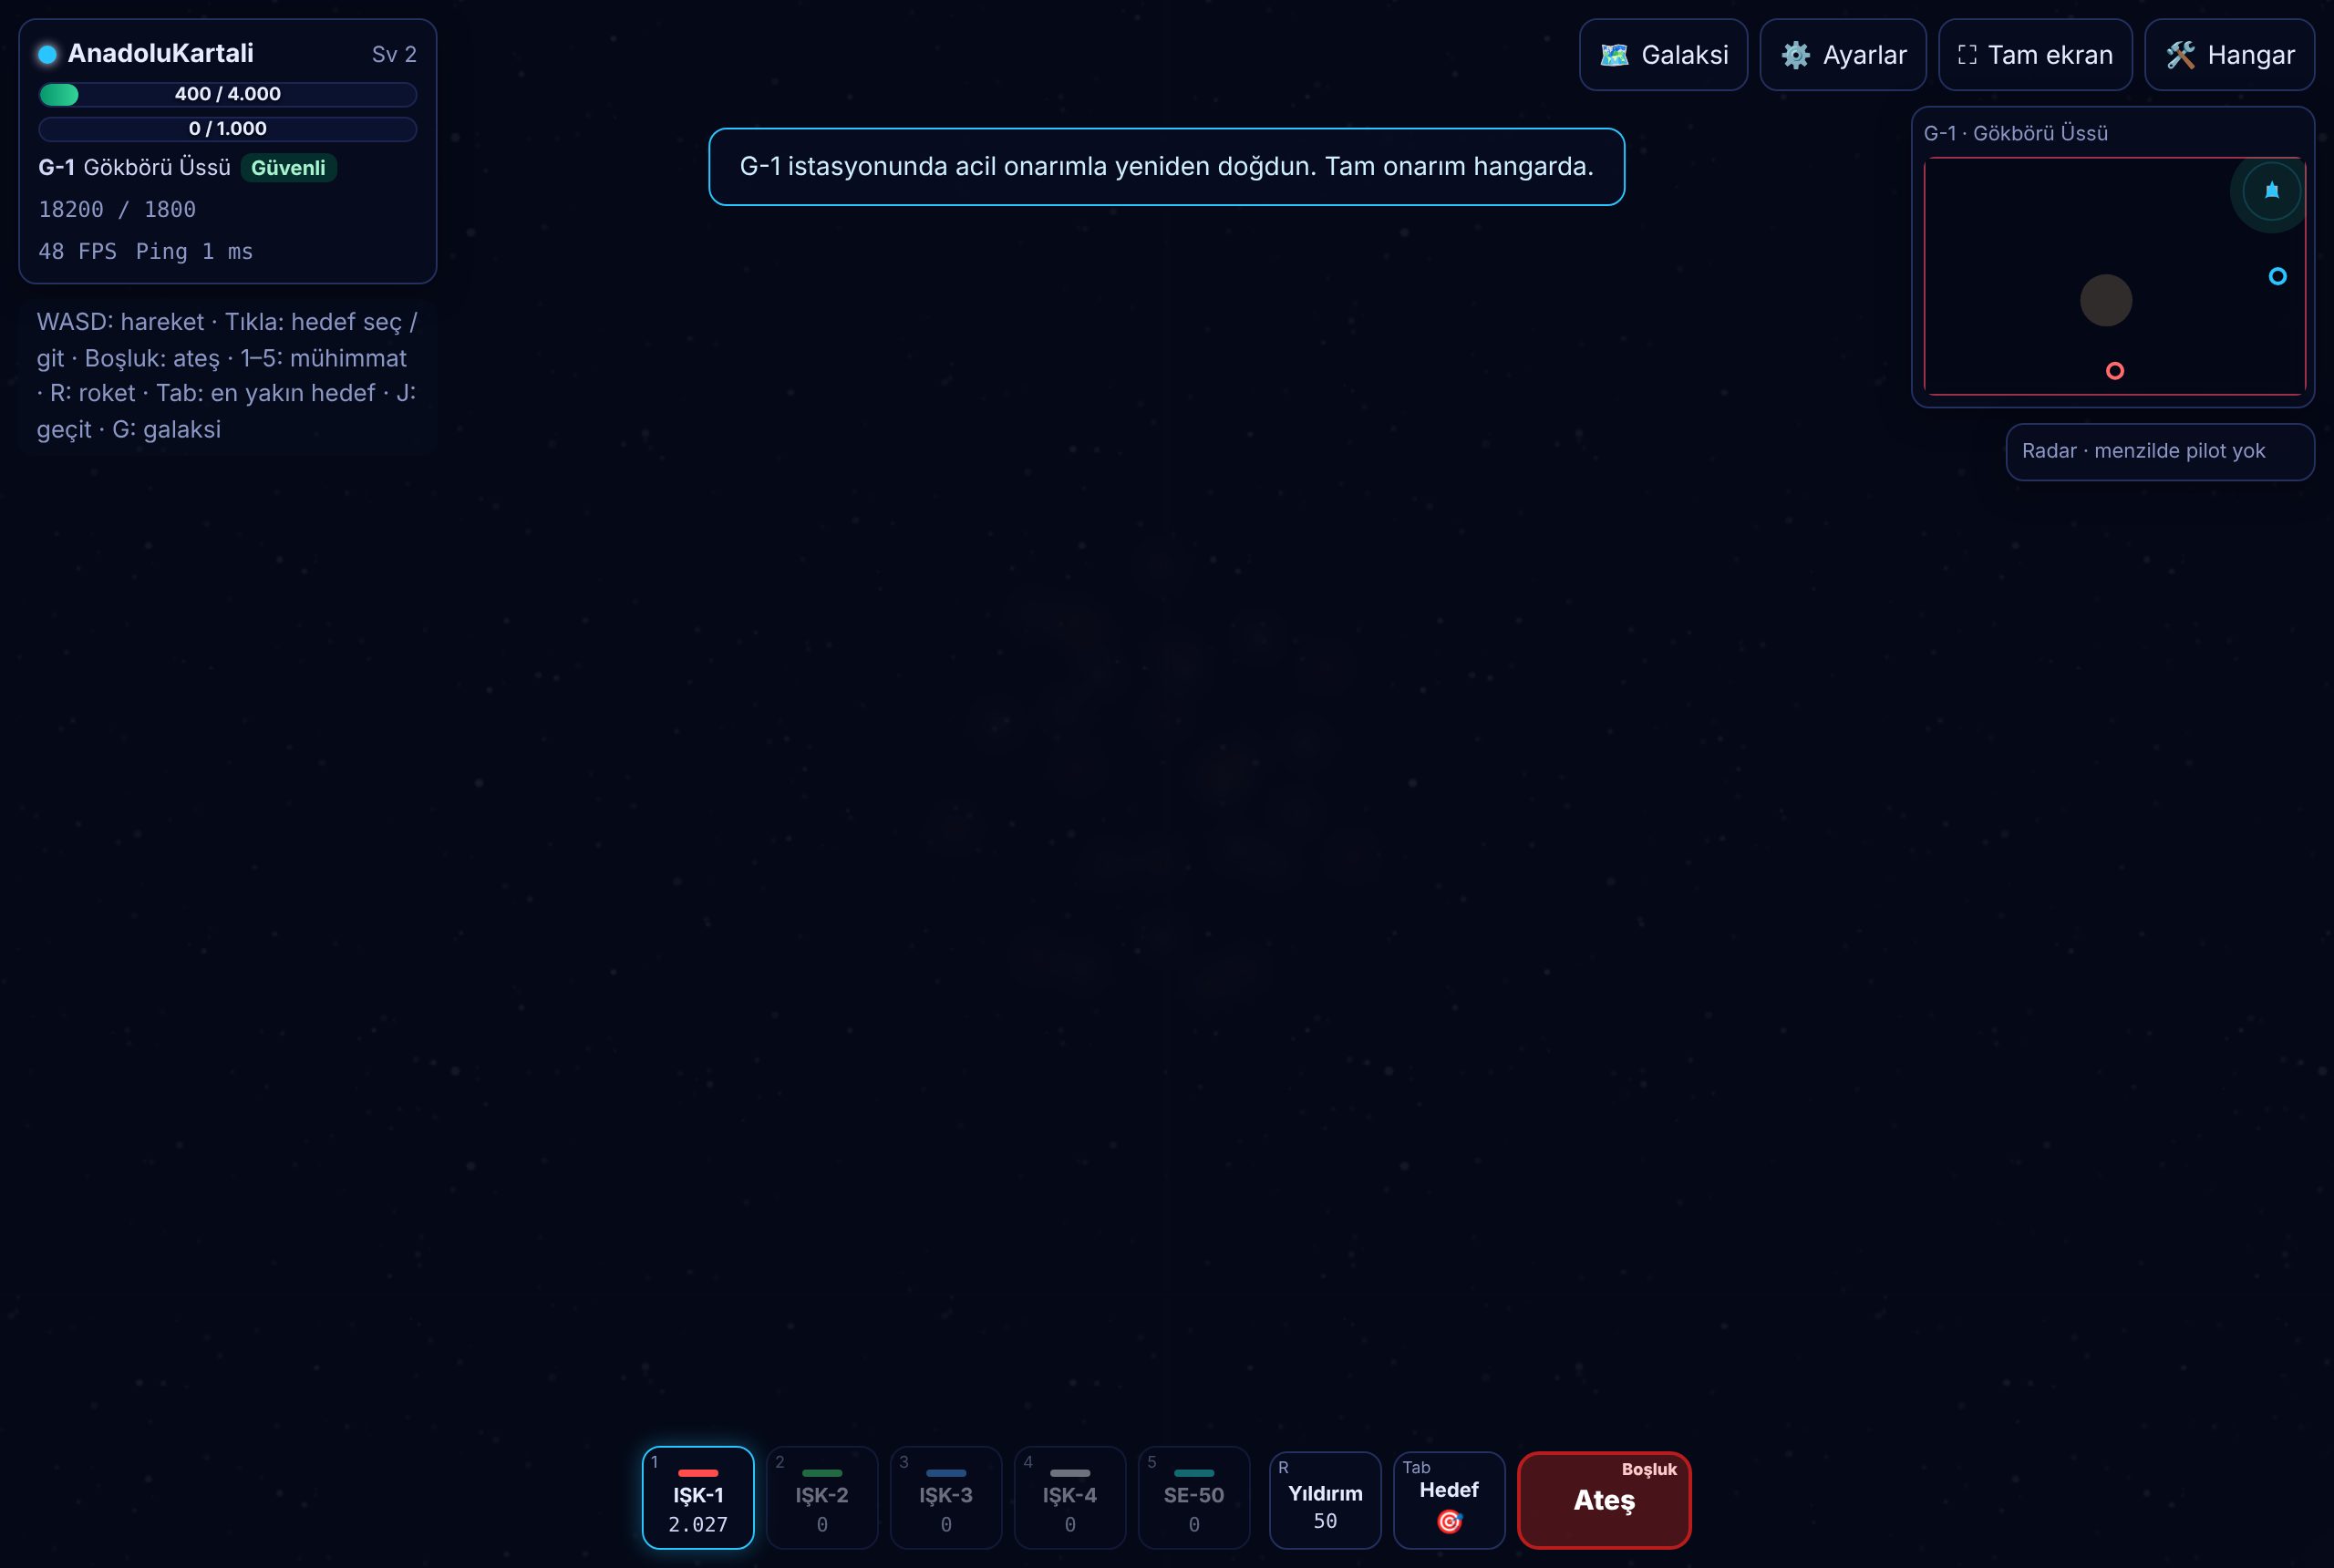 AnadoluKartali Sv 2
400 / 4.000
0 / 1.000
G-1 Gökbörü Üssü Güvenli
18200 / 1800
48 FPS Ping 1 ms
WASD: hareket · Tıkla: hedef seç /
git · Boşluk: ateş · 1–5: mühimmat
· R: roket · Tab: en yakın hedef · J:
geçit · G: galaksi
G-1 istasyonunda acil onarımla yeniden doğdun. Tam onarım hangarda.
Galaksi
Ayarlar
Tam ekran
Hangar
G-1 · Gökbörü Üssü
Radar · menzilde pilot yok
1
IŞK-1
2.027
2
IŞK-2
0
3
IŞK-3
0
4
IŞK-4
0
5
SE-50
0
R
Yıldırım
50
Tab
Hedef
Boşluk
Ateş